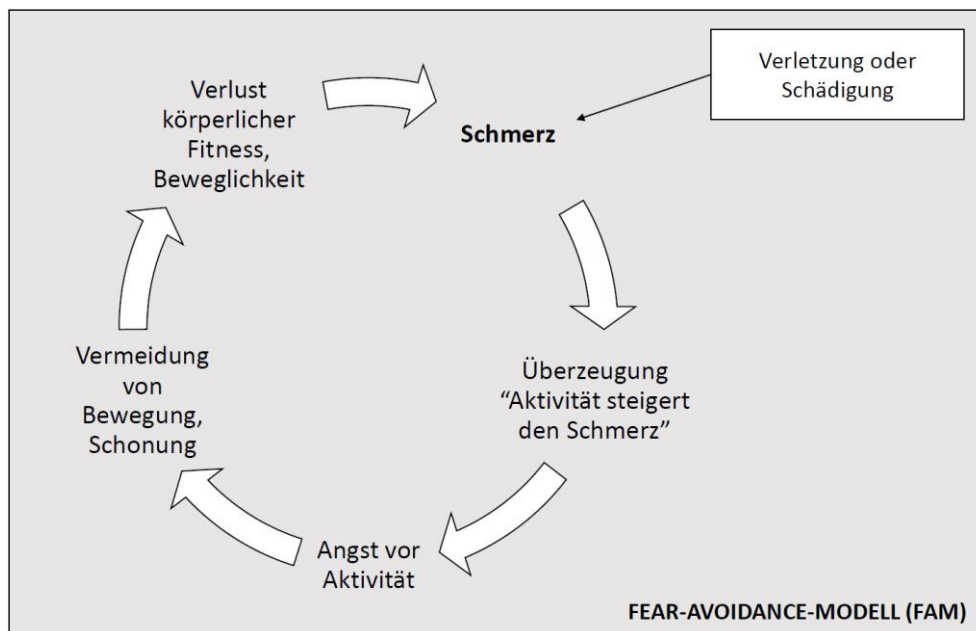 Verletzung oder
Schädigung
Schmerz
Überzeugung
“Aktivität steigert
den Schmerz”
Angst vor
Aktivität
Vermeidung
von
Bewegung,
Schonung
Verlust
körperlicher
Fitness,
Beweglichkeit
FEAR-AVOIDANCE-MODELL (FAM)